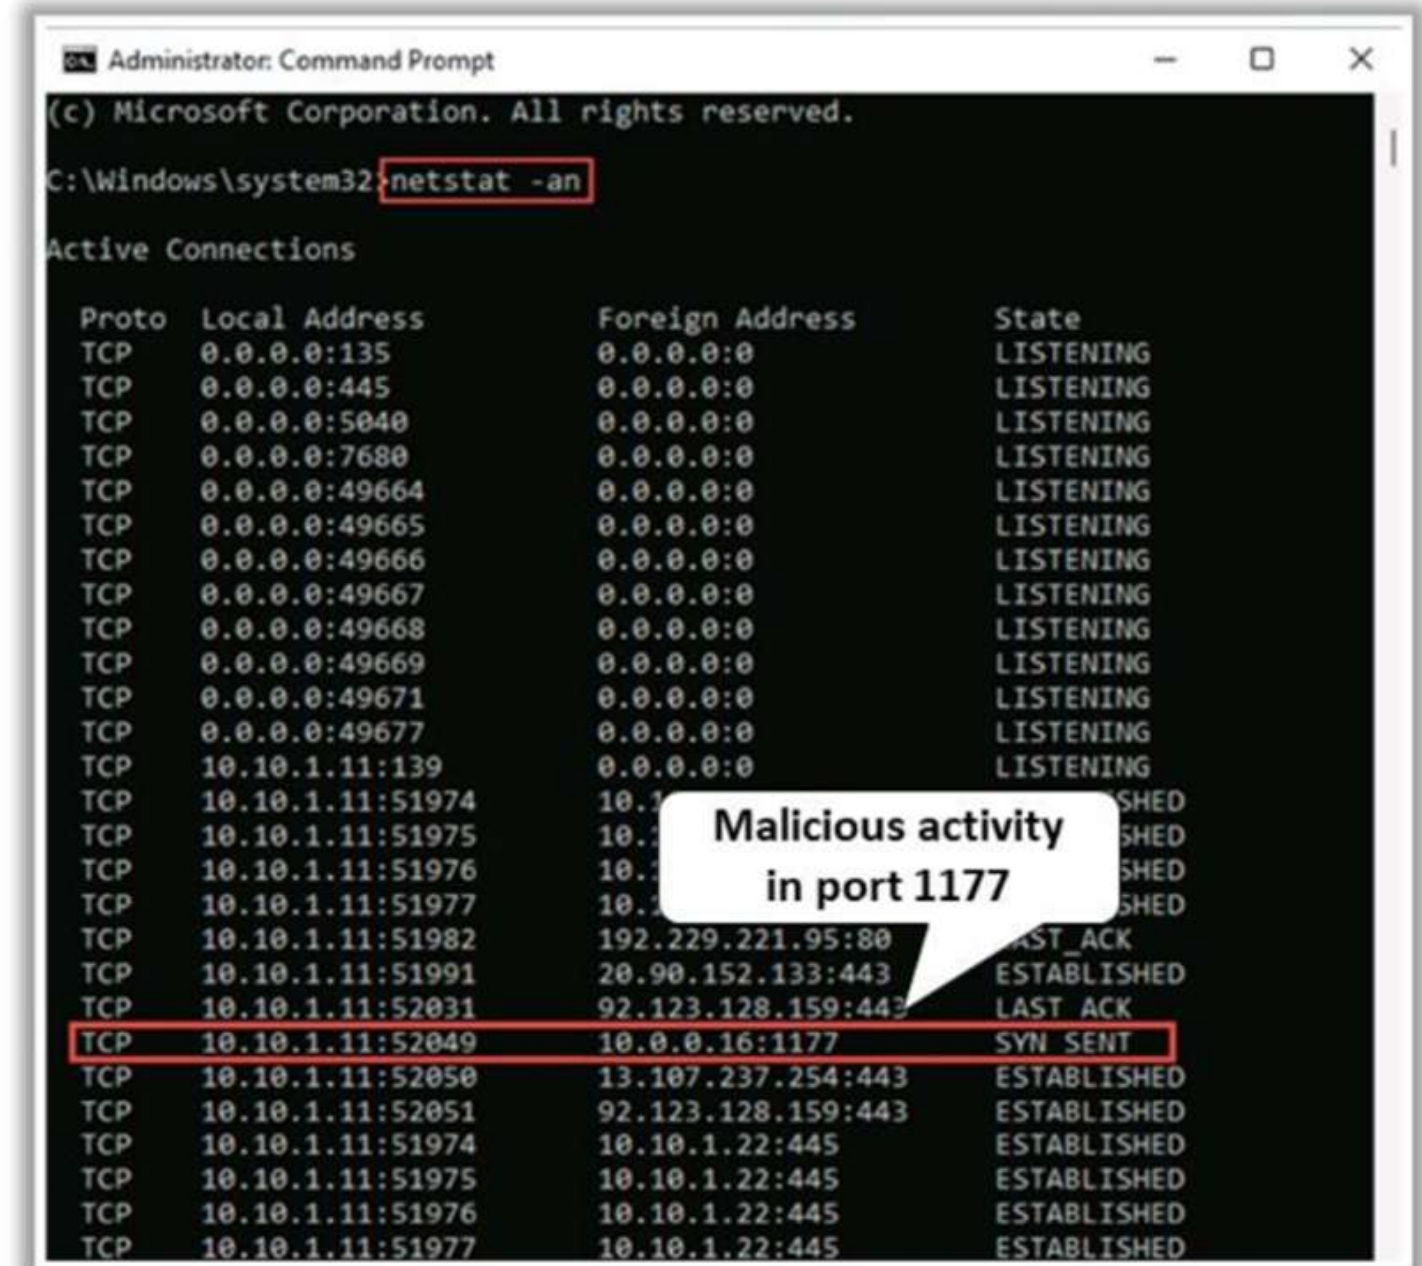 Administrator: Command Prompt
(c) Microsoft Corporation. All rights reserved.
C:\Windows\system32>netstat -an
Active Connections
Proto Local Address Foreign Address State
TCP 0.0.0.0:135 0.0.0.0:0 LISTENING
TCP 0.0.0.0:445 0.0.0.0:0 LISTENING
TCP 0.0.0.0:5040 0.0.0.0:0 LISTENING
TCP 0.0.0.0:7680 0.0.0.0:0 LISTENING
TCP 0.0.0.0:49664 0.0.0.0:0 LISTENING
TCP 0.0.0.0:49665 0.0.0.0:0 LISTENING
TCP 0.0.0.0:49666 0.0.0.0:0 LISTENING
TCP 0.0.0.0:49667 0.0.0.0:0 LISTENING
TCP 0.0.0.0:49668 0.0.0.0:0 LISTENING
TCP 0.0.0.0:49669 0.0.0.0:0 LISTENING
TCP 0.0.0.0:49671 0.0.0.0:0 LISTENING
TCP 0.0.0.0:49677 0.0.0.0:0 LISTENING
TCP 10.10.1.11:139 0.0.0.0:0 LISTENING
TCP 10.10.1.11:51974
TCP 10.10.1.11:51975
TCP 10.10.1.11:51976
TCP 10.10.1.11:51977
Malicious activity
in port 1177
TCP 10.10.1.11:51982 192.229.221.95:80
TCP 10.10.1.11:51991 20.90.152.133:443 ESTABLISHED
TCP 10.10.1.11:52031 92.123.128.159:443 LAST_ACK
TCP 10.10.1.11:52049 10.0.0.16:1177 SYN_SENT
TCP 10.10.1.11:52050 13.107.237.254:443 ESTABLISHED
TCP 10.10.1.11:52051 92.123.128.159:443 ESTABLISHED
TCP 10.10.1.11:51974 10.10.1.22:445 ESTABLISHED
TCP 10.10.1.11:51975 10.10.1.22:445 ESTABLISHED
TCP 10.10.1.11:51976 10.10.1.22:445 ESTABLISHED
TCP 10.10.1.11:51977 10.10.1.22:445 ESTABLISHED